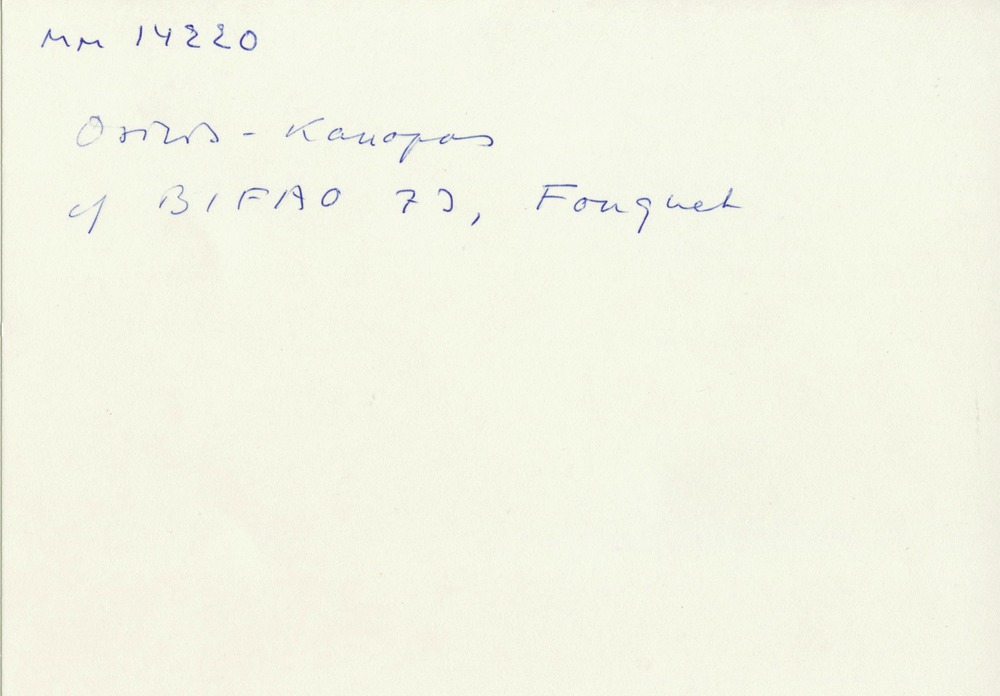 MM 14220
Osiris - Kanopos
cf BIFAO 73, Fouquet